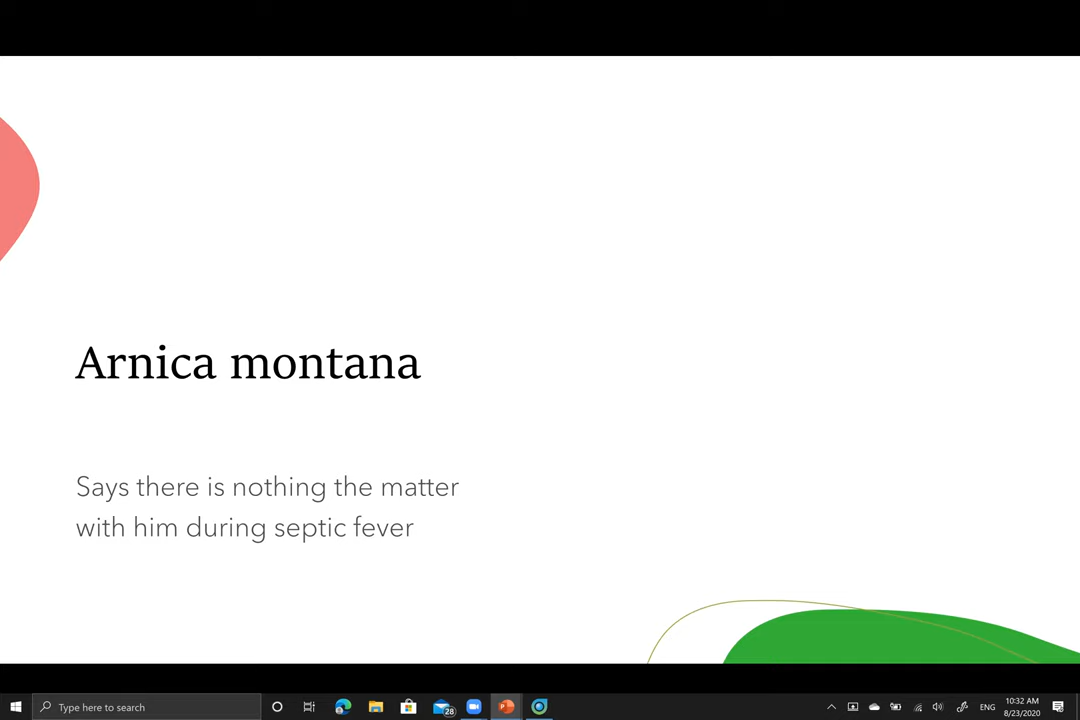 Arnica montana
Says there is nothing the matter
with him during septic fever
Type here to search
28
ENG
10:32 AM
8/23/2020